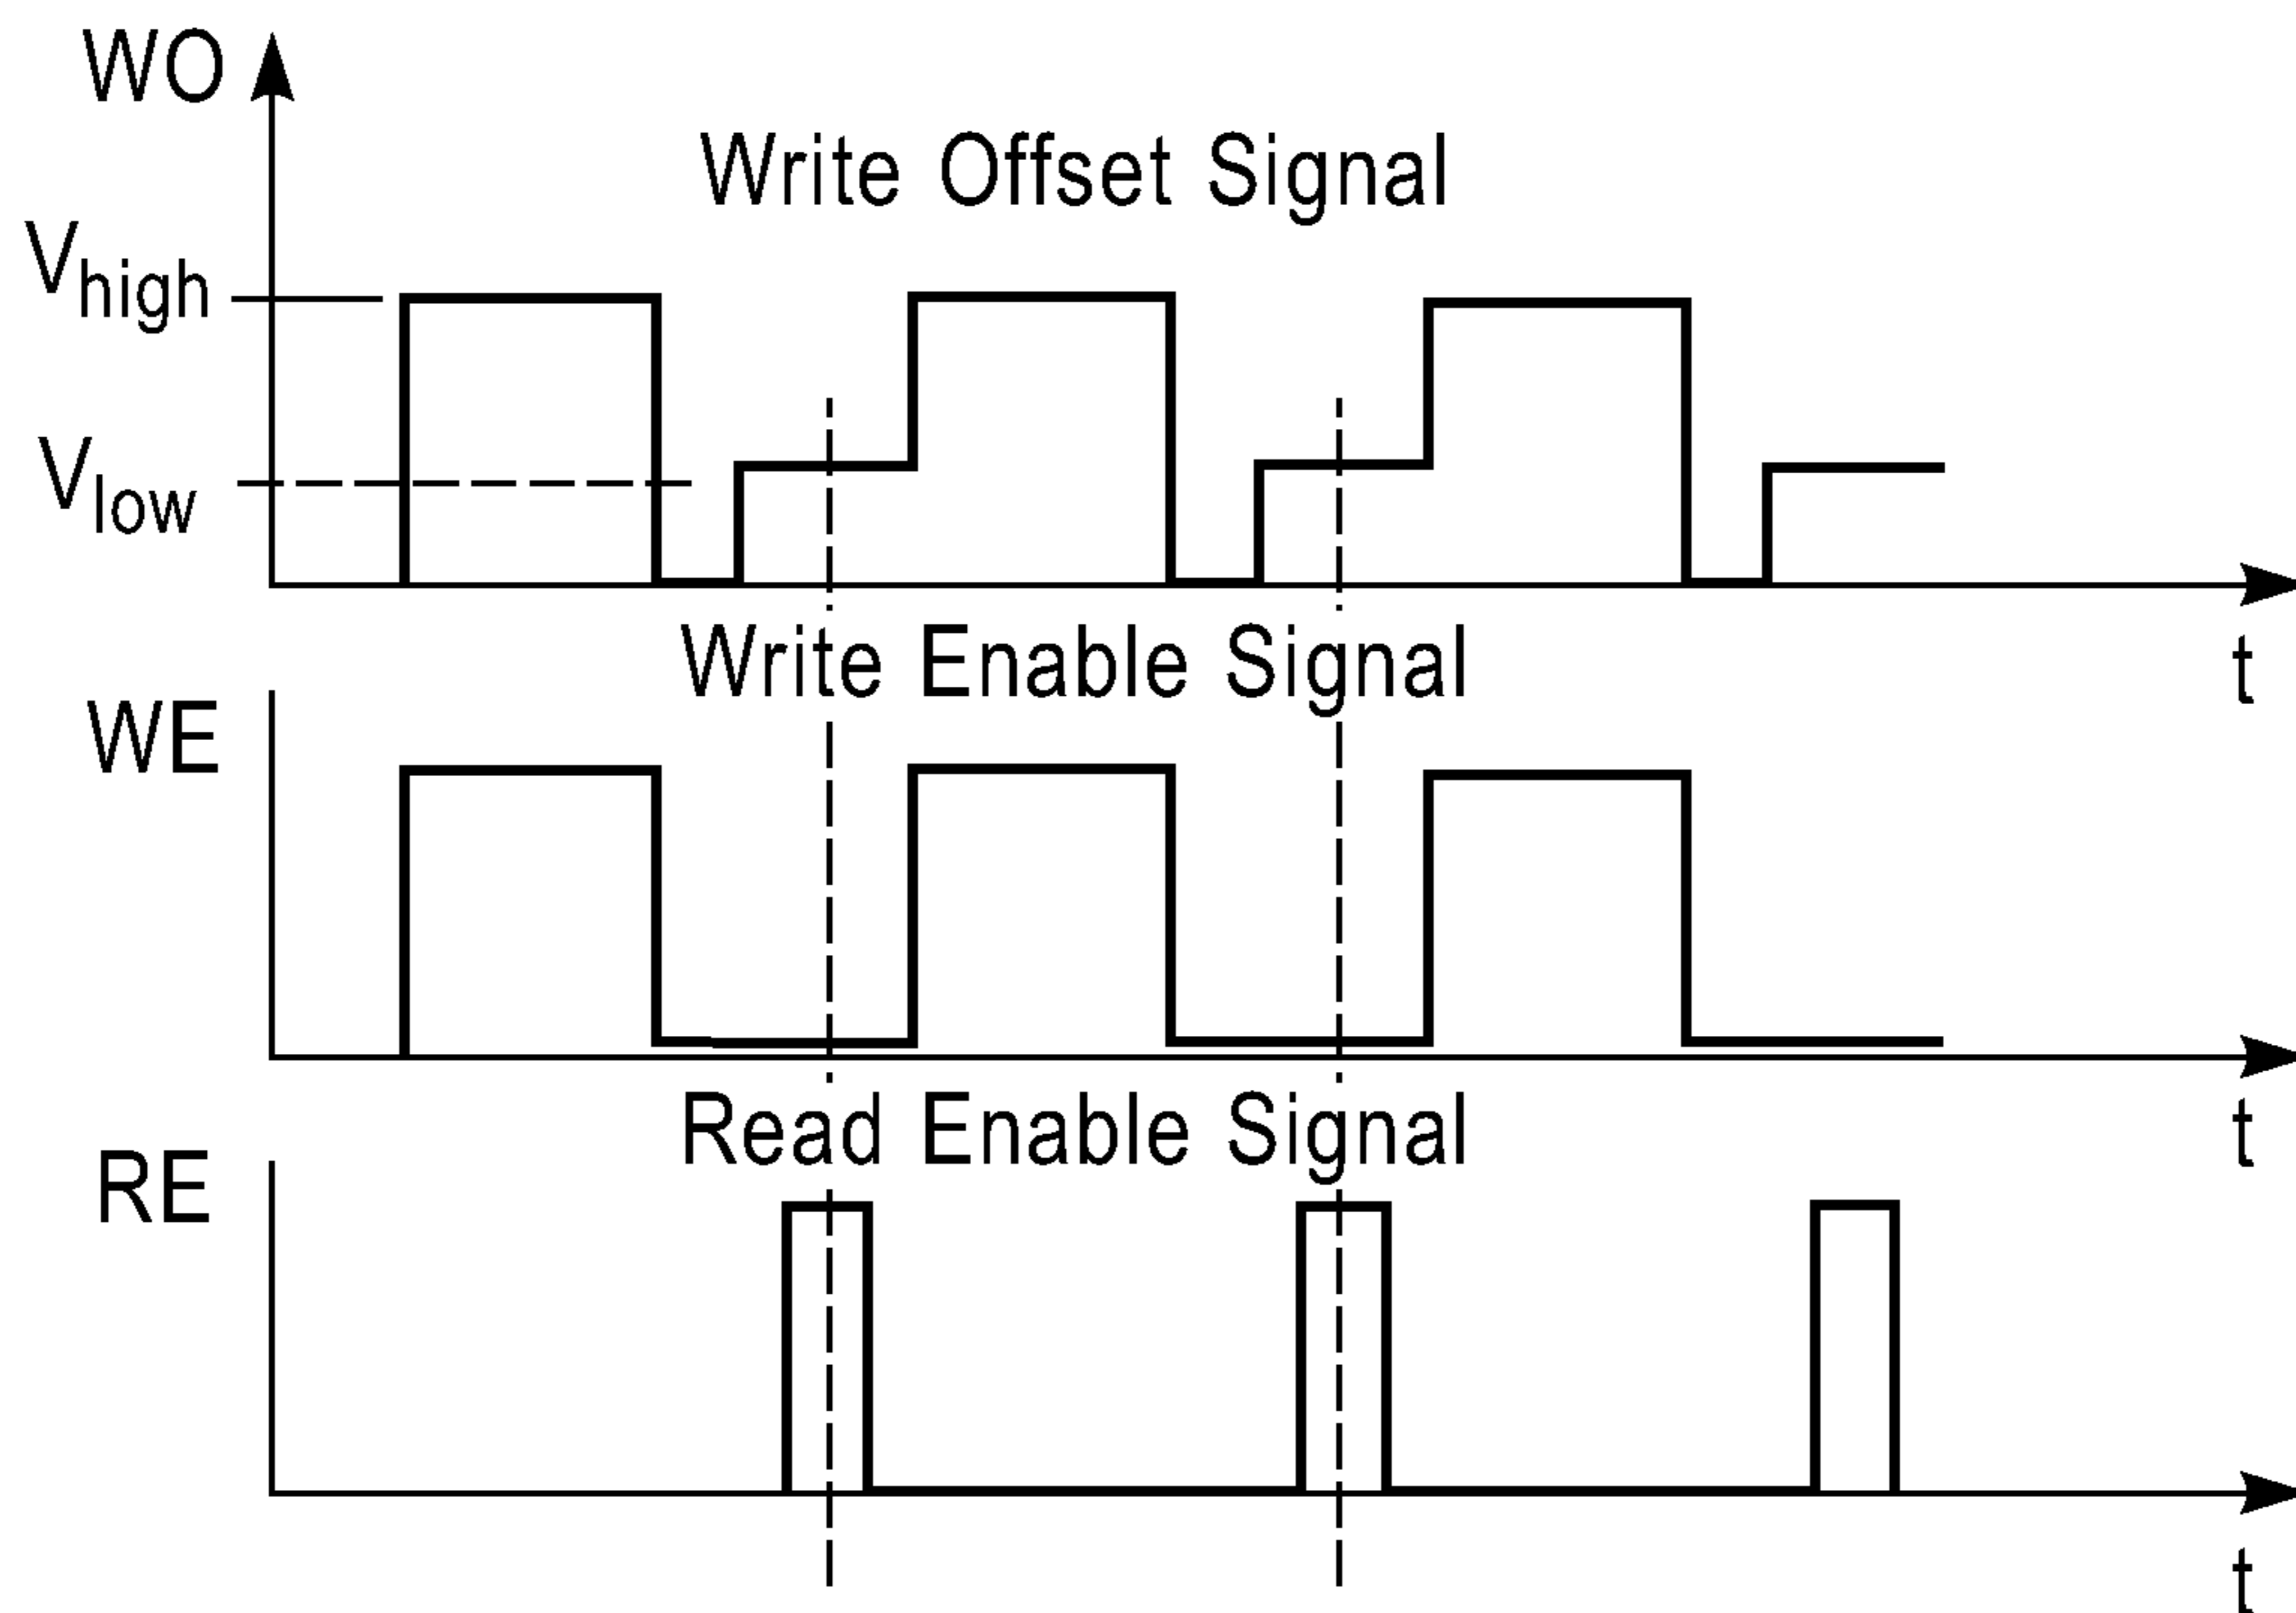 WO
Write Offset Signal
Vhigh
Vlow
t
Write Enable Signal
WE
t
Read Enable Signal
RE
t